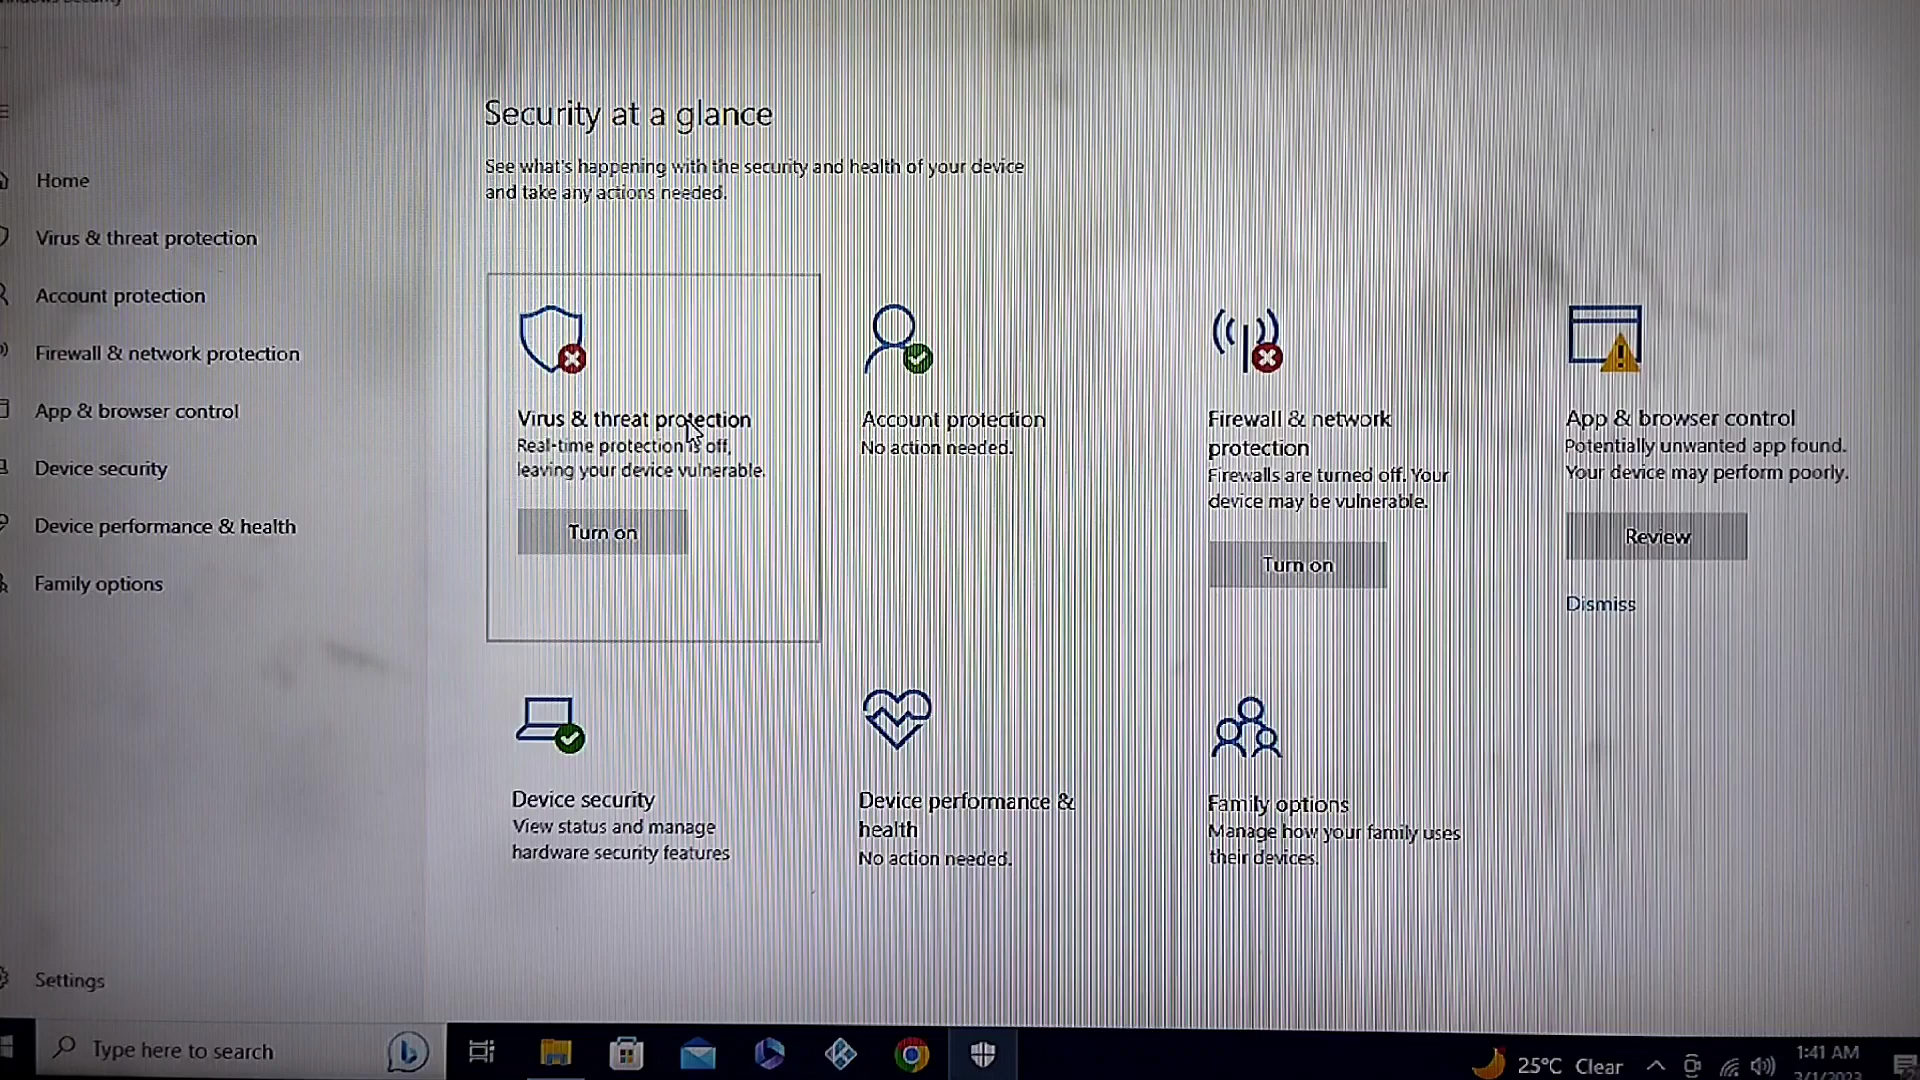 Security at a glance
See what's happening with the security and health of your device
and take any actions needed.
Home
Virus & threat protection
Account protection
Firewall & network protection
App & browser control
Device security
Device performance & health
Family options
Settings
Virus & threat protection
Real-time protection is off,
leaving your device vulnerable.
Turn on
Account protection
No action needed.
Firewall & network
protection
Firewalls are turned off. Your
device may be vulnerable.
Turn on
App & browser control
Potentially unwanted app found.
Your device may perform poorly.
Review
Dismiss
Device security
View status and manage
hardware security features
Device performance &
health
No action needed.
Family options
Manage how your family uses
their devices.
Type here to search
25°C Clear
1:41 AM